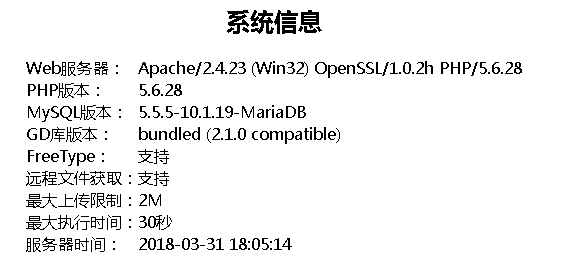 系统信息
Web服务器： Apache/2.4.23 (Win32) OpenSSL/1.0.2h PHP/5.6.28
PHP版本： 5.6.28
MySQL版本： 5.5.5-10.1.19-MariaDB
GD库版本： bundled (2.1.0 compatible)
FreeType： 支持
远程文件获取：支持
最大上传限制：2M
最大执行时间：30秒
服务器时间： 2018-03-31 18:05:14